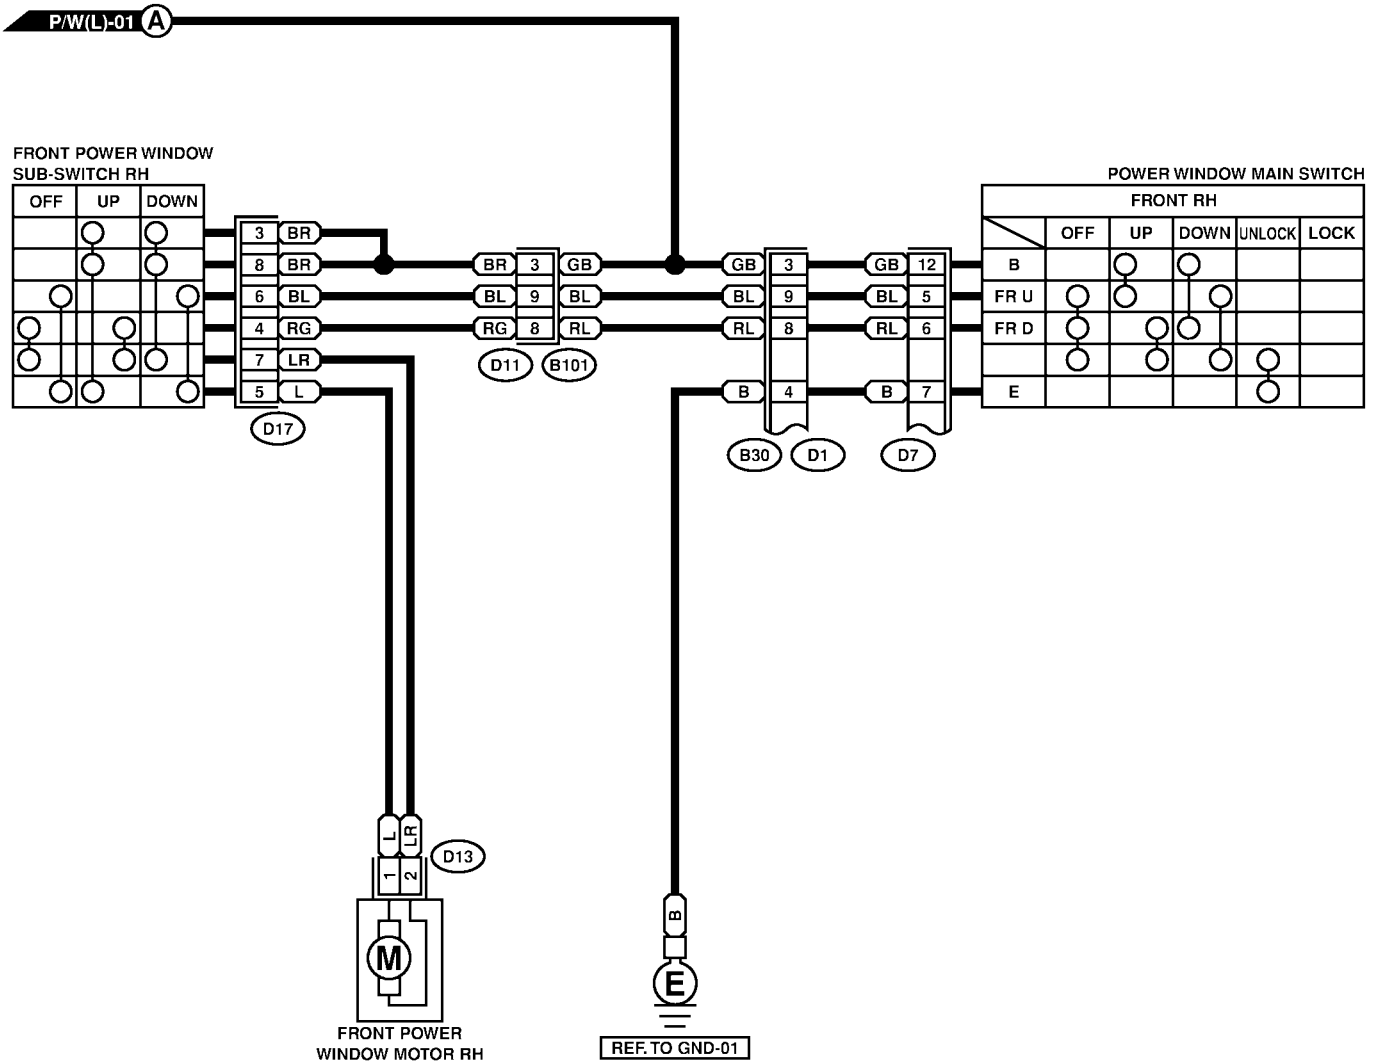 P/W(L)-01 A
FRONT POWER WINDOW
SUB-SWITCH RH
OFF UP DOWN
3 BR
8 BR
6 BL
4 RG
7 LR
5 L
D17
BR 3 GB
BL 9 BL
RG 8 RL
D11 B101
GB 3
BL 9
RL 8
B 4
B30 D1
GB 12
BL 5
RL 6
B 7
D7
POWER WINDOW MAIN SWITCH
FRONT RH
OFF UP DOWN UNLOCK LOCK
B
FR U
FR D
E
L LR
D13
1 2
M
FRONT POWER
WINDOW MOTOR RH
B
E
REF. TO GND-01